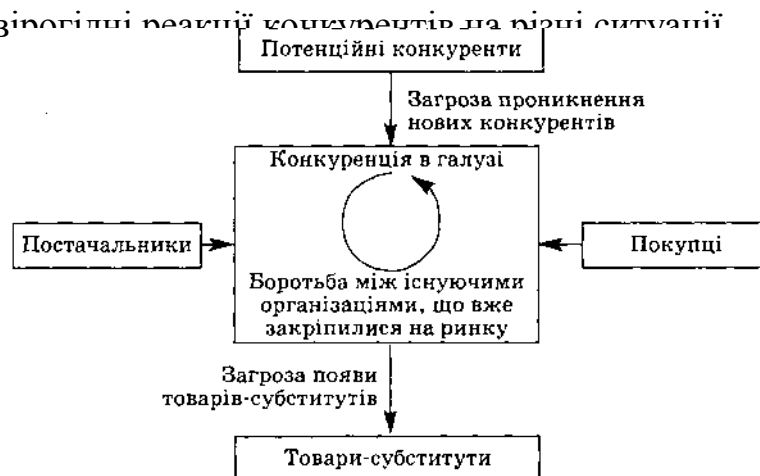 вірогідні реакції конкурентів на різні ситуації
Потенційні конкуренти
Загроза проникнення
нових конкурентів
Конкуренція в галузі
Постачальники
Покупці
Боротьба між існуючими
організаціями, що вже
закріпилися на ринку
Загроза появи
товарів-субститутів
Товари-субститути